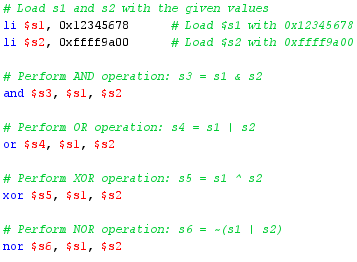 # Load s1 and s2 with the given values
li $s1, 0x12345678 # Load $s1 with 0x12345678
li $s2, 0xffff9a00 # Load $s2 with 0xffff9a00
# Perform AND operation: s3 = s1 & s2
and $s3, $s1, $s2
# Perform OR operation: s4 = s1 | s2
or $s4, $s1, $s2
# Perform XOR operation: s5 = s1 ^ s2
xor $s5, $s1, $s2
# Perform NOR operation: s6 = ~(s1 | s2)
nor $s6, $s1, $s2